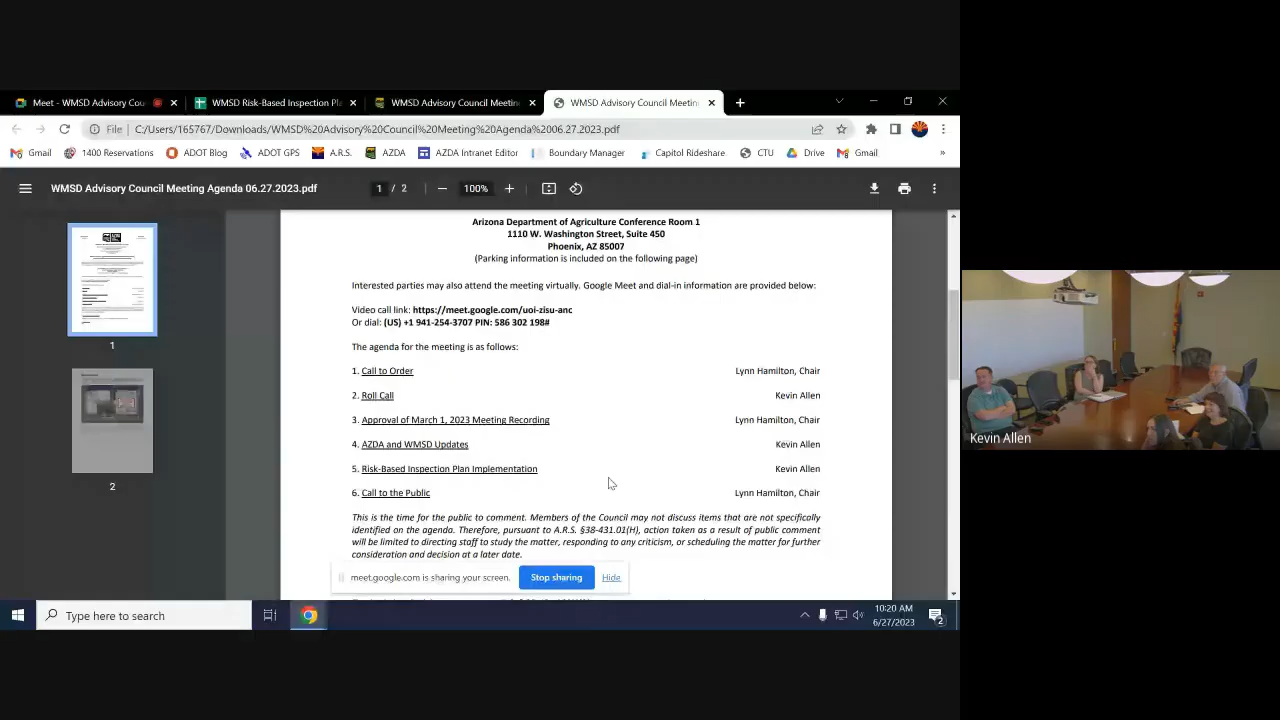 Meet - WMSD Advisory Cou
WMSD Risk-Based Inspection Pla
WMSD Advisory Council Meeting
WMSD Advisory Council Meetin
File
C:/Users/165767/Downloads/WMSD%20Advisory%20Council%20Meeting%20Agenda%2006.27.2023.pdf
Gmail 1400 Reservations ADOT Blog ADOT GPS A.R.S. AZDA AZDA Intranet Editor Boundary Manager Capitol Rideshare CTU Drive Gmail »
WMSD Advisory Council Meeting Agenda 06.27.2023.pdf 1 / 2 100%
1
2
Arizona Department of Agriculture Conference Room 1
1110 W. Washington Street, Suite 450
Phoenix, AZ 85007
(Parking information is included on the following page)
Interested parties may also attend the meeting virtually. Google Meet and dial-in information are provided below:
Video call link: https://meet.google.com/uoi-zisu-anc
Or dial: (US) +1 941-254-3707 PIN: 586 302 198#
The agenda for the meeting is as follows:
1. Call to Order Lynn Hamilton, Chair
2. Roll Call Kevin Allen
3. Approval of March 1, 2023 Meeting Recording Lynn Hamilton, Chair
4. AZDA and WMSD Updates Kevin Allen
5. Risk-Based Inspection Plan Implementation Kevin Allen
6. Call to the Public Lynn Hamilton, Chair
This is the time for the public to comment. Members of the Council may not discuss items that are not specifically
identified on the agenda. Therefore, pursuant to A.R.S. §38-431.01(H), action taken as a result of public comment
will be limited to directing staff to study the matter, responding to any criticism, or scheduling the matter for further
consideration and decision at a later date.
meet.google.com is sharing your screen. Stop sharing Hide
Type here to search
10:20 AM
6/27/2023
2
Kevin Allen